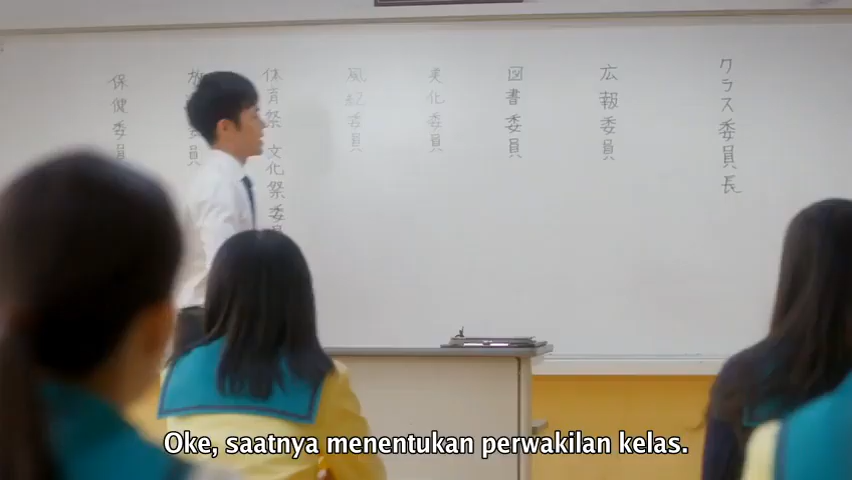 クラス委員長
広報委員
図書委員
美化委員
風紀委員
体育祭 文化祭委員
放 員
保健委員
Oke, saatnya menentukan perwakilan kelas.